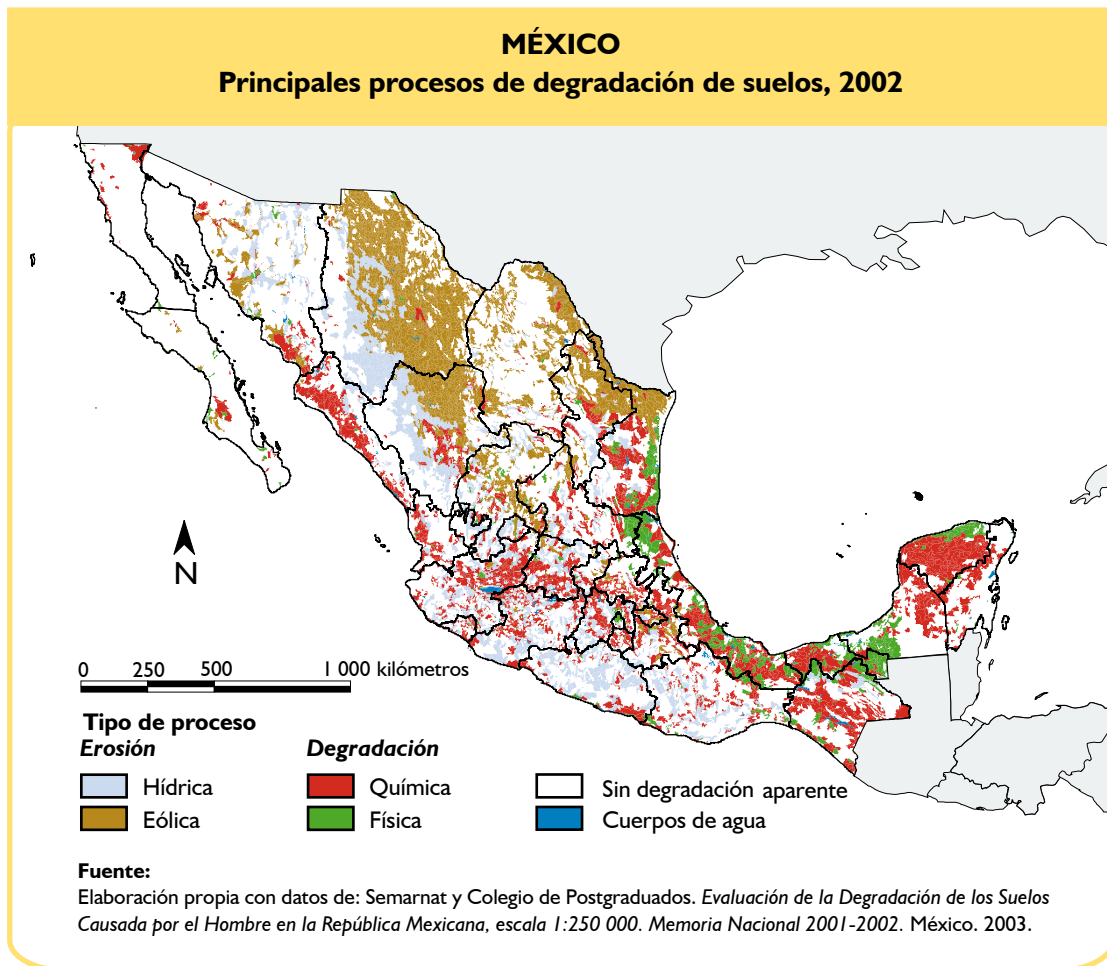 MÉXICO
Principales procesos de degradación de suelos, 2002
N
0 250 500 1 000 kilómetros
Tipo de proceso
Erosión Degradación
Hídrica Química Sin degradación aparente
Eólica Física Cuerpos de agua
Fuente:
Elaboración propia con datos de: Semarnat y Colegio de Postgraduados. Evaluación de la Degradación de los Suelos
Causada por el Hombre en la República Mexicana, escala 1:250 000. Memoria Nacional 2001-2002. México. 2003.